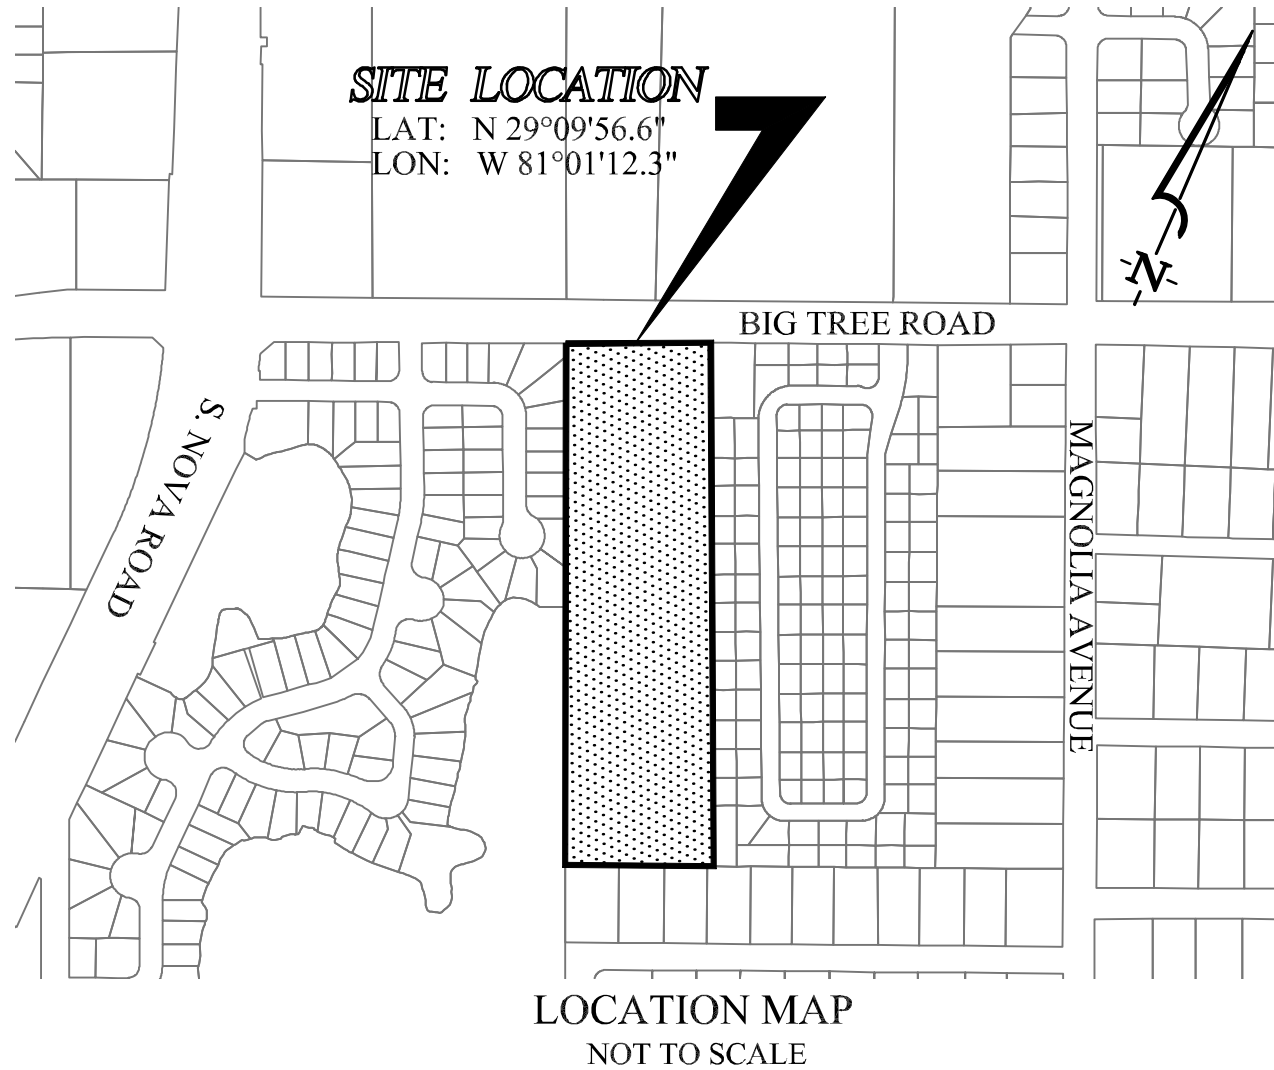 SITE LOCATION
LAT: N 29°09'56.6"
LON: W 81°01'12.3"
N
BIG TREE ROAD
S. NOVA ROAD
MAGNOLIA AVENUE
LOCATION MAP
NOT TO SCALE